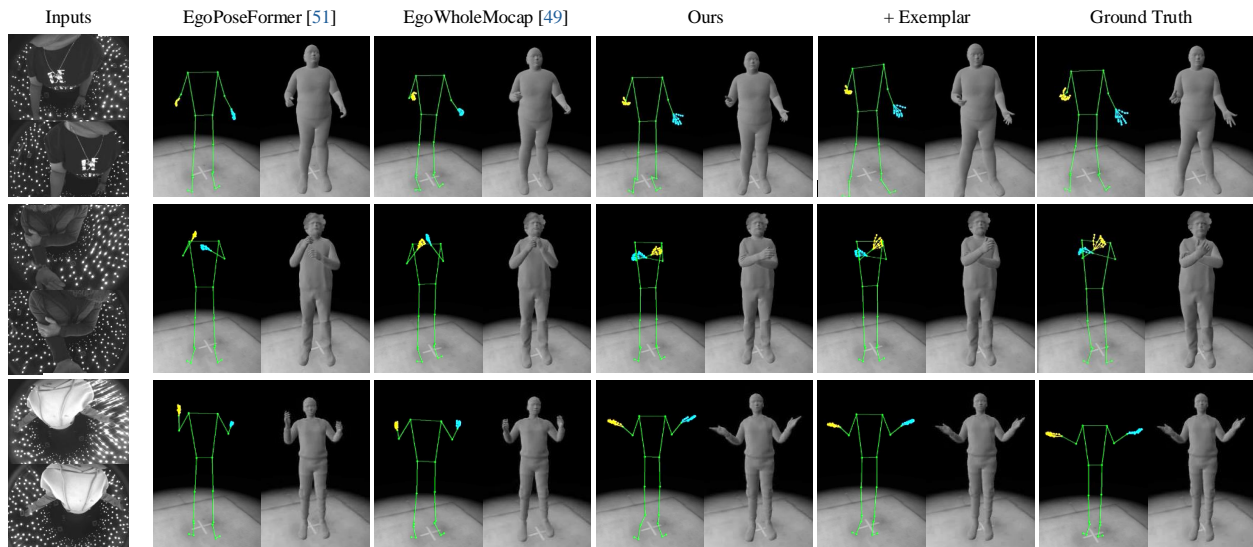 Inputs
EgoPoseFormer [51]
EgoWholeMocap [49]
Ours
+ Exemplar
Ground Truth